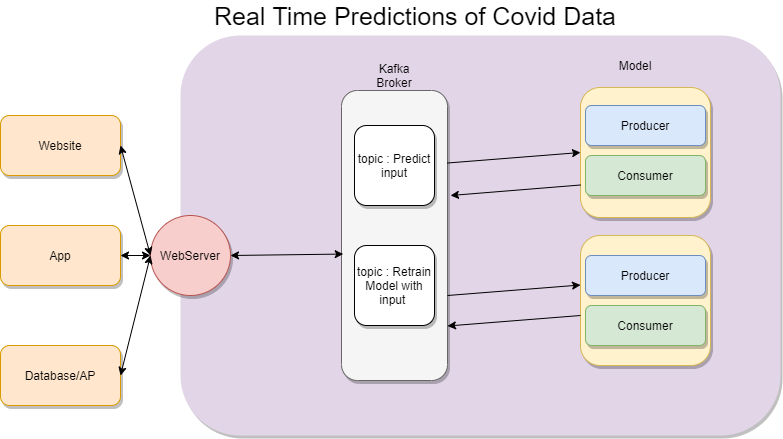 Real Time Predictions of Covid Data
Kafka
Broker
Model
Website
App
Database/AP
WebServer
topic : Predict
input
topic : Retrain
Model with
input
Producer
Consumer
Producer
Consumer